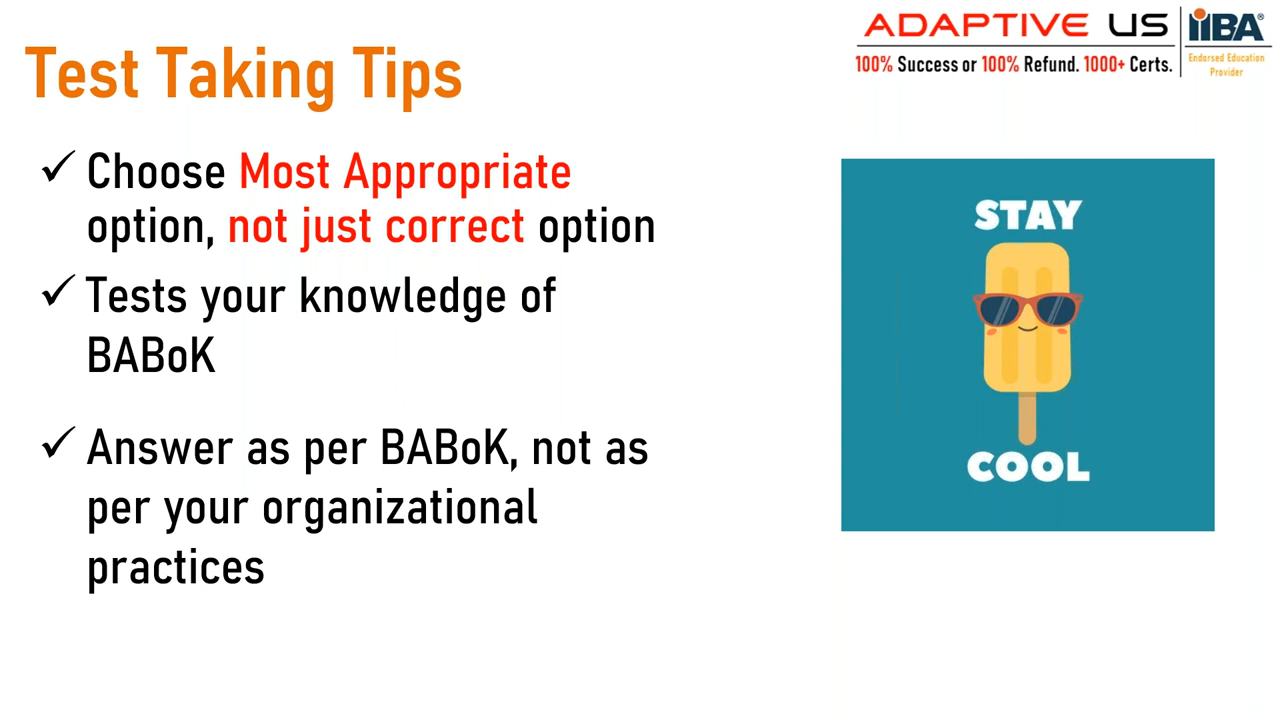 Test Taking Tips
ADAPTIVE US
100% Success or 100% Refund. 1000+ Certs.
IIBA®
Endorsed Education
Provider
✓ Choose Most Appropriate
option, not just correct option
✓ Tests your knowledge of
BABoK
✓ Answer as per BABoK, not as
per your organizational
practices
STAY
COOL